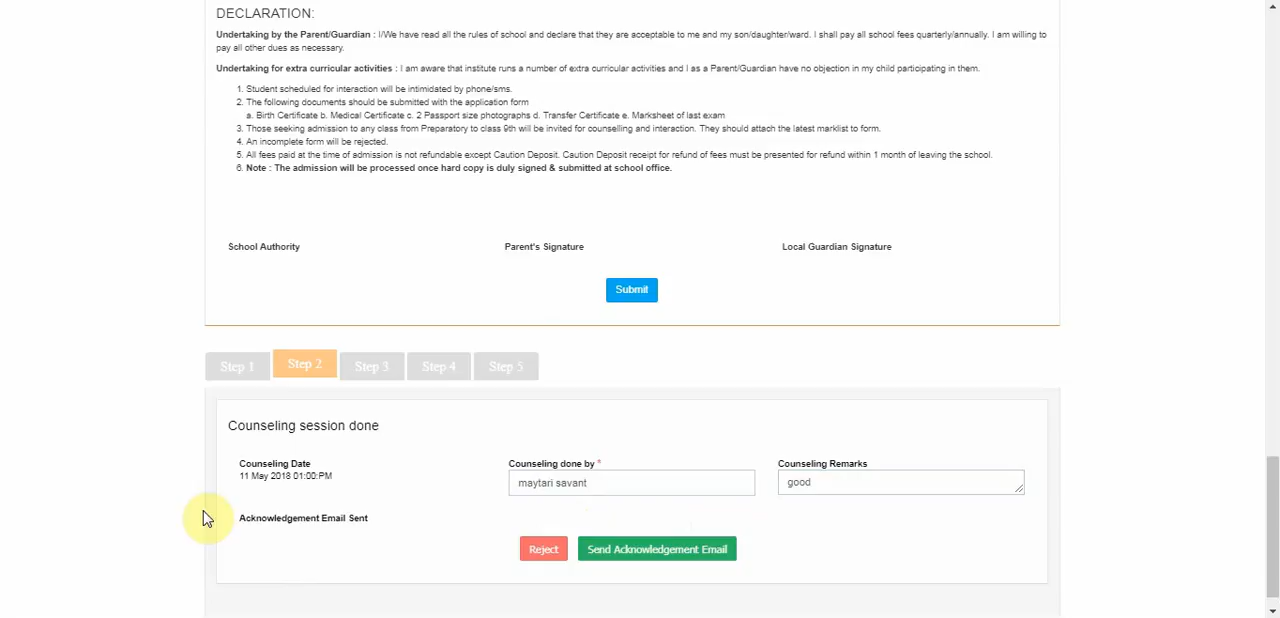 DECLARATION:
Undertaking by the Parent/Guardian : I/We have read all the rules of school and declare that they are acceptable to me and my son/daughter/ward. I shall pay all school fees quarterly/annually. I am willing to
pay all other dues as necessary.
Undertaking for extra curricular activities : I am aware that institute runs a number of extra curricular activities and I as a Parent/Guardian have no objection in my child participating in them.
1. Student scheduled for interaction will be intimidated by phone/sms.
2. The following documents should be submitted with the application form
a. Birth Certificate b. Medical Certificate c. 2 Passport size photographs d. Transfer Certificate e. Marksheet of last exam
3. Those seeking admission to any class from Preparatory to class 9th will be invited for counselling and interaction. They should attach the latest marklist to form.
4. An incomplete form will be rejected.
5. All fees paid at the time of admission is not refundable except Caution Deposit. Caution Deposit receipt for refund of fees must be presented for refund within 1 month of leaving the school.
6. Note : The admission will be processed once hard copy is duly signed & submitted at school office.
School Authority Parent's Signature Local Guardian Signature
Submit
Step 1 Step 2 Step 3 Step 4 Step 5
Counseling session done
Counseling Date Counseling done by * Counseling Remarks
11 May 2018 01:00:PM maytari savant good
Acknowledgement Email Sent
Reject Send Acknowledgement Email